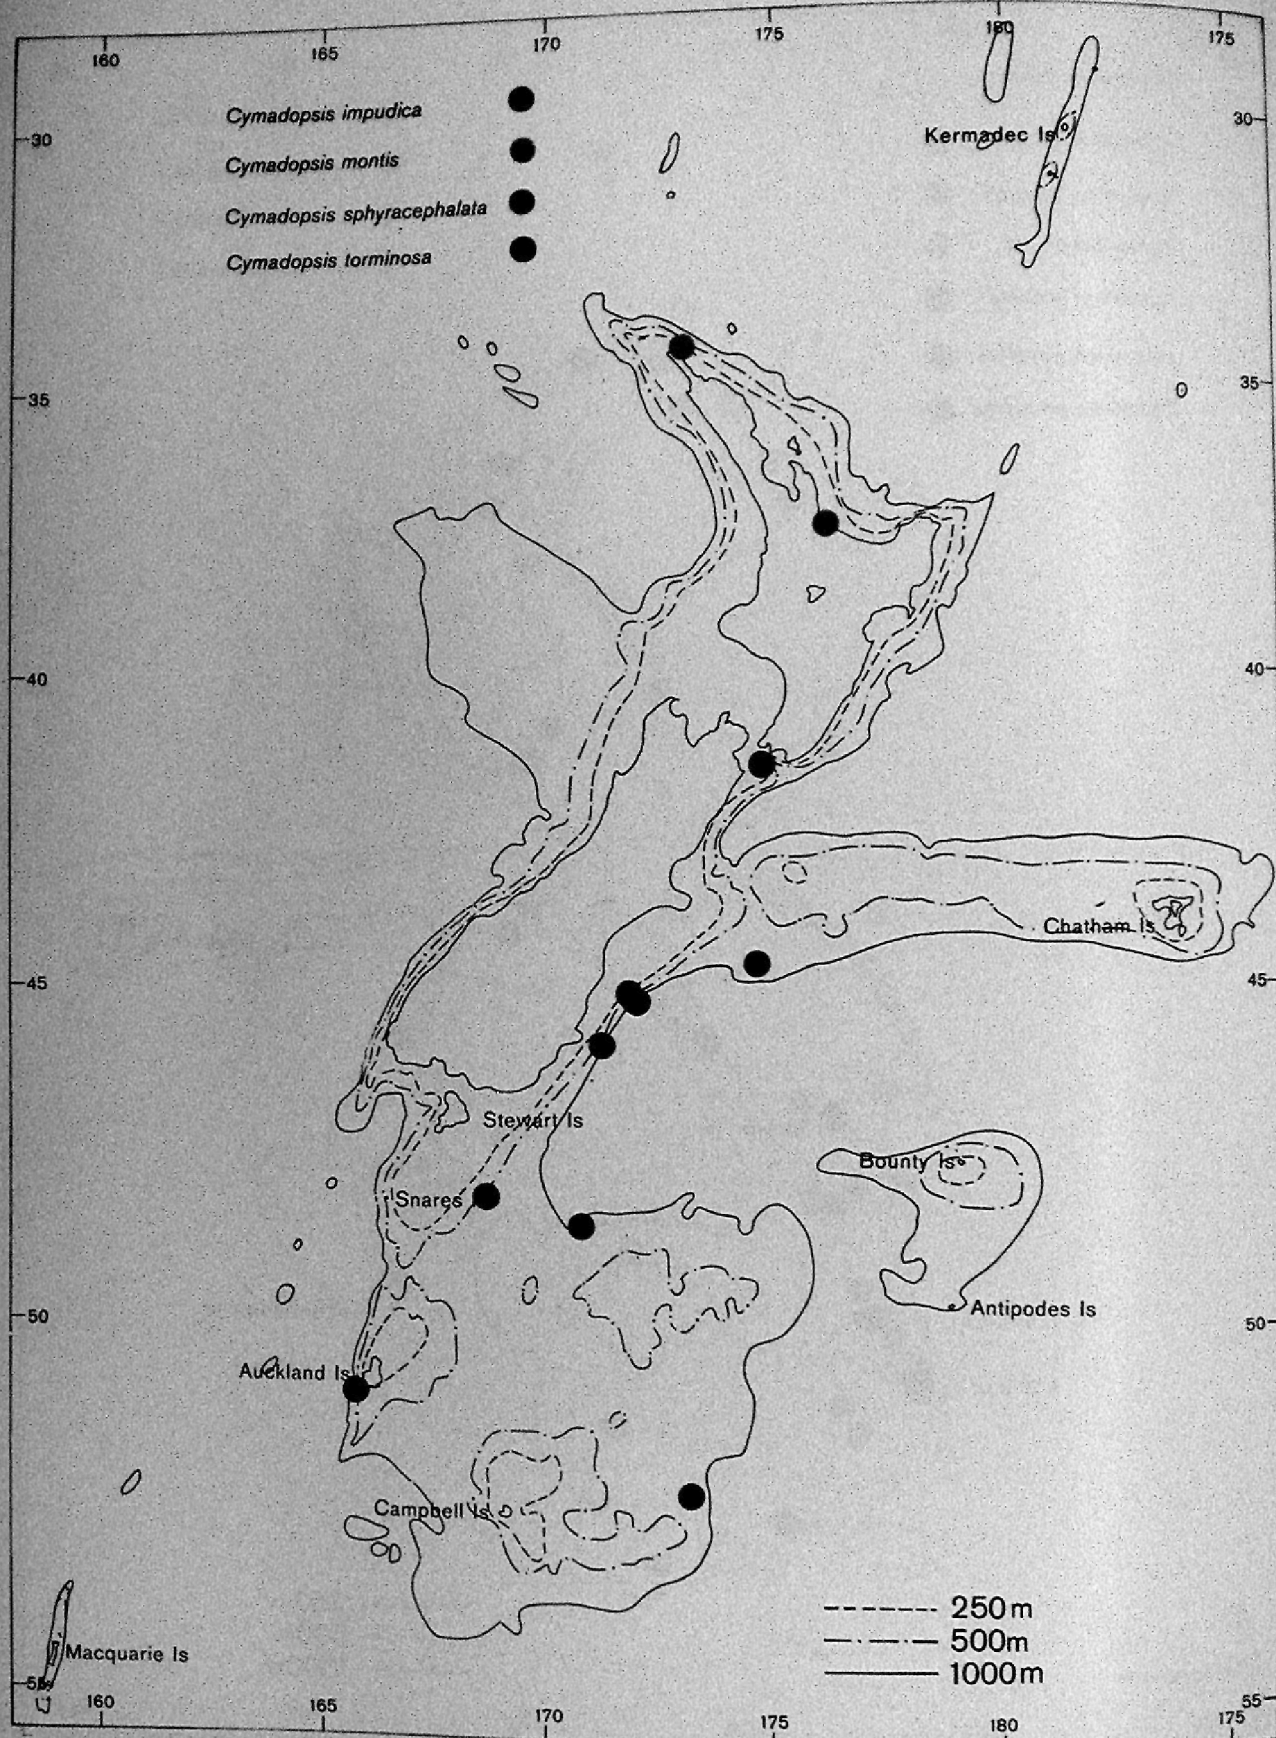 160 165 170 175 180 175
Cymadopsis impudica
Cymadopsis montis
Cymadopsis sphyracephalata
Cymadopsis torminosa
Kermadec Is
30 30
35 35
40 40
Chatham Is
45 45
Stewart Is
Bounty Is
Snares
Antipodes Is
50 50
Auckland Is
Campbell Is
250m
500m
1000m
Macquarie Is
55 55
160 165 170 175 180 175